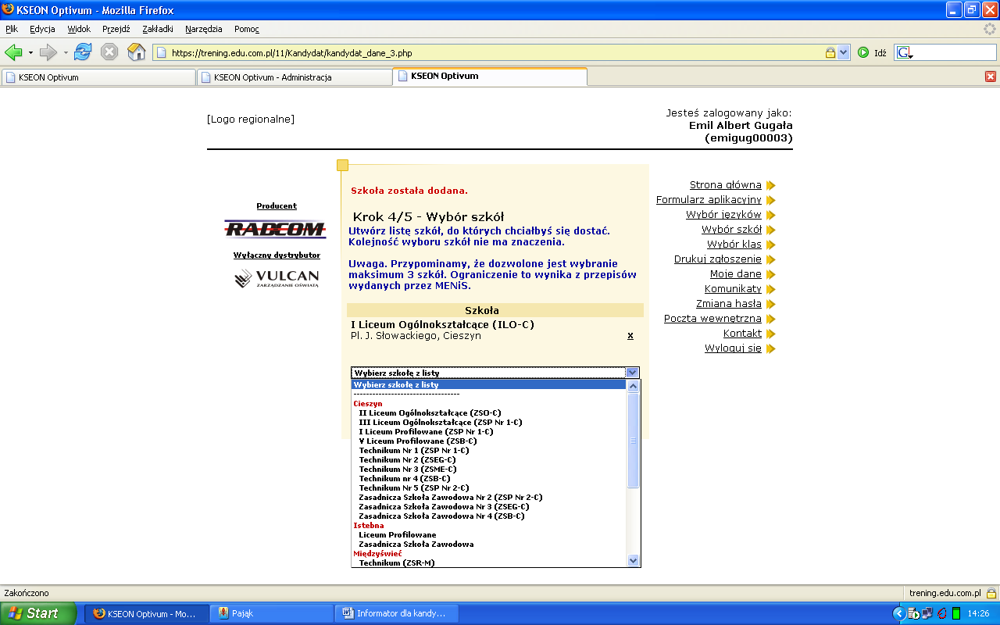 KSEON Optivum - Mozilla Firefox
Plik Edycja Widok Przejdź Zakładki Narzędzia Pomoc
https://trening.edu.com.pl/11/Kandydat/kandydat_dane_3.php
Idź
G
KSEON Optivum
KSEON Optivum - Administracja
KSEON Optivum
[Logo regionalne]
Jesteś zalogowany jako:
Emil Albert Gugała
(emigug00003)
Producent
RADCOM
Wyłączny dystrybutor
VULCAN
ZARZĄDZANIE OŚWIATĄ
Szkoła została dodana.
Krok 4/5 - Wybór szkół
Utwórz listę szkół, do których chciałbyś się dostać.
Kolejność wyboru szkół nie ma znaczenia.
Uwaga. Przypominamy, że dozwolone jest wybranie
maksimum 3 szkół. Ograniczenie to wynika z przepisów
wydanych przez MENiS.
Szkoła
I Liceum Ogólnokształcące (ILO-C)
Pl. J. Słowackiego, Cieszyn
x
Wybierz szkołę z listy
Wybierz szkołę z listy
----------------------------------
Cieszyn
II Liceum Ogólnokształcące (ZSO-C)
III Liceum Ogólnokształcące (ZSP Nr 1-C)
I Liceum Profilowane (ZSP Nr 1-C)
V Liceum Profilowane (ZSB-C)
Technikum Nr 1 (ZSP Nr 1-C)
Technikum Nr 2 (ZSEG-C)
Technikum Nr 3 (ZSME-C)
Technikum nr 4 (ZSB-C)
Technikum Nr 5 (ZSP Nr 2-C)
Zasadnicza Szkoła Zawodowa Nr 2 (ZSP Nr 2-C)
Zasadnicza Szkoła Zawodowa Nr 3 (ZSEG-C)
Zasadnicza Szkoła Zawodowa Nr 4 (ZSB-C)
Istebna
Liceum Profilowane
Zasadnicza Szkoła Zawodowa
Międzyświeć
Technikum (ZSR-M)
Strona główna
Formularz aplikacyjny
Wybór języków
Wybór szkół
Wybór klas
Drukuj zgłoszenie
Moje dane
Komunikaty
Zmiana hasła
Poczta wewnętrzna
Kontakt
Wyloguj się
Zakończono
trening.edu.com.pl
Start
KSEON Optivum - Mo...
Pająk
Informator dla kandy...
14:26